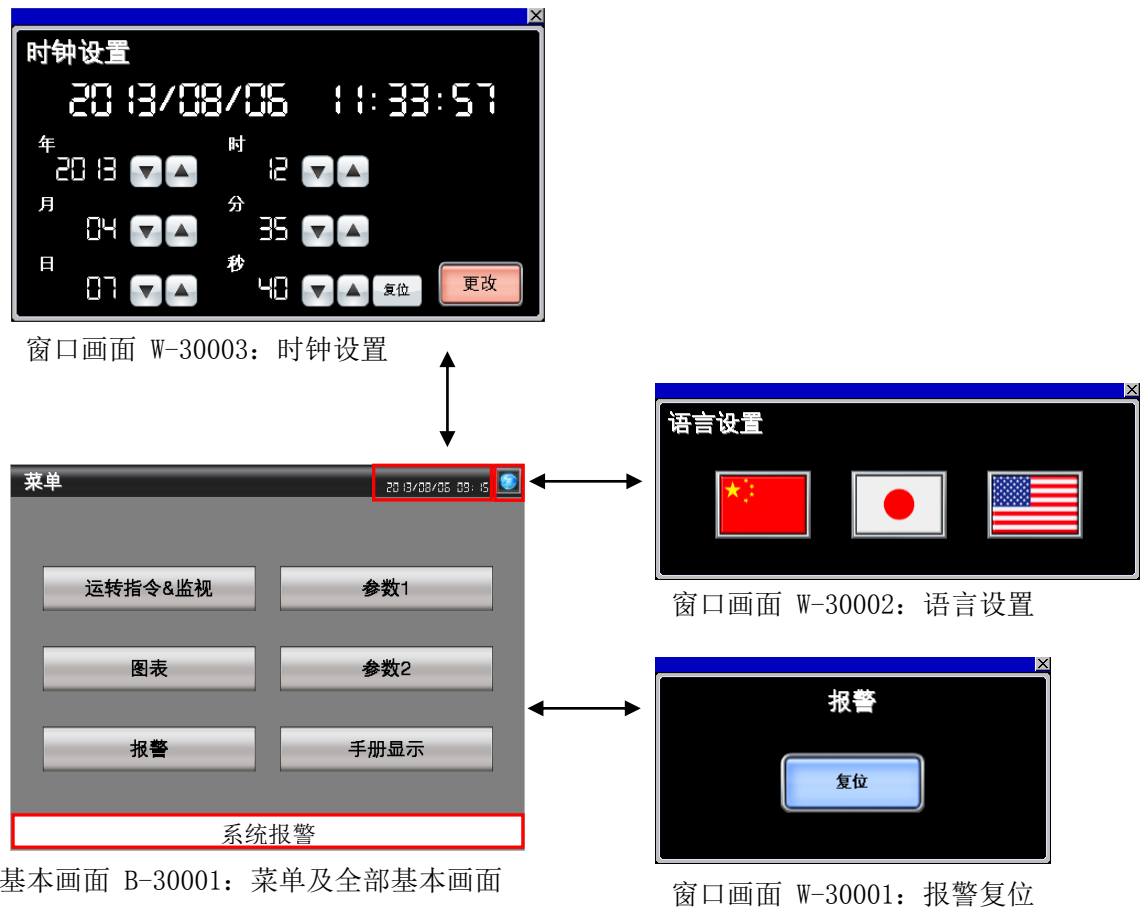 时钟设置
2013/08/06 11:33:57
年 时
2013 ▼ ▲ 12 ▼ ▲
月 分
04 ▼ ▲ 35 ▼ ▲
日 秒
07 ▼ ▲ 40 ▼ ▲ 复位 更改
窗口画面 W-30003：时钟设置
语言设置
窗口画面 W-30002：语言设置
菜单 2013/08/06 09:15
运转指令&监视 参数1
图表 参数2
报警 手册显示
系统报警
基本画面 B-30001：菜单及全部基本画面
报警
复位
窗口画面 W-30001：报警复位